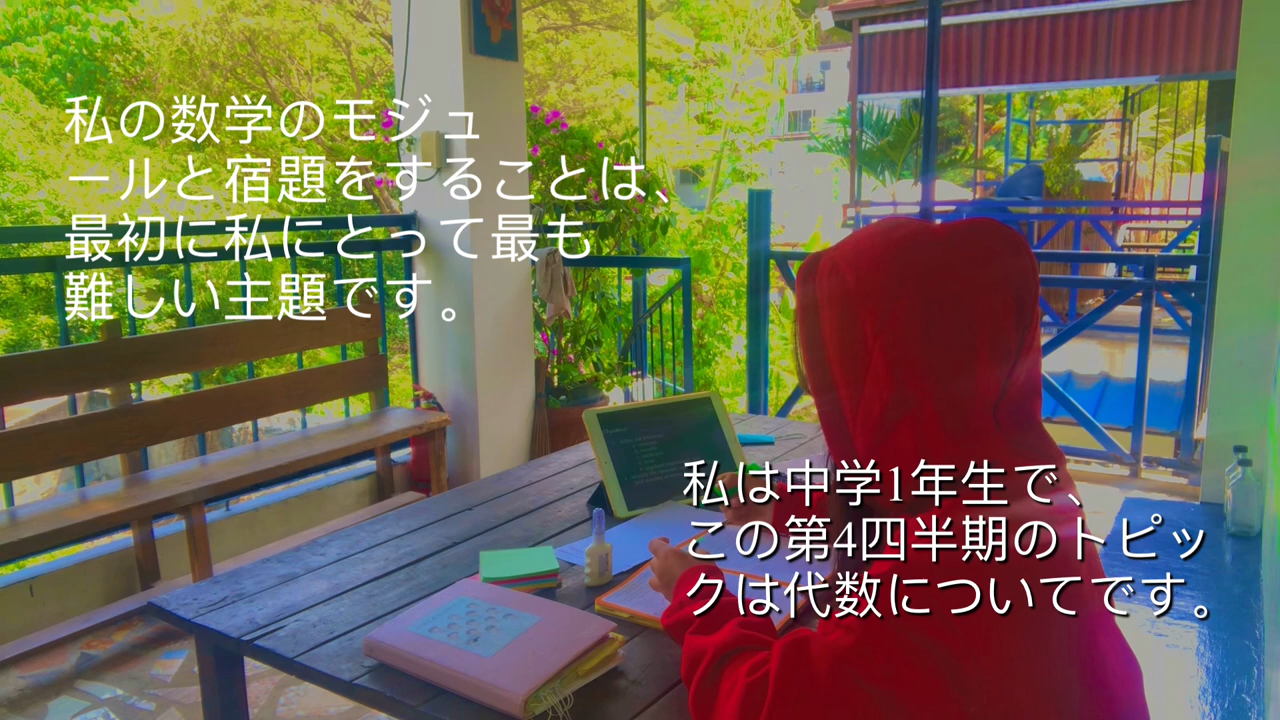 私の数学のモジュ
ールと宿題をすることは、
最初に私にとって最も
難しい主題です。
私は中学1年生で、
この第4四半期のトピッ
クは代数についてです。